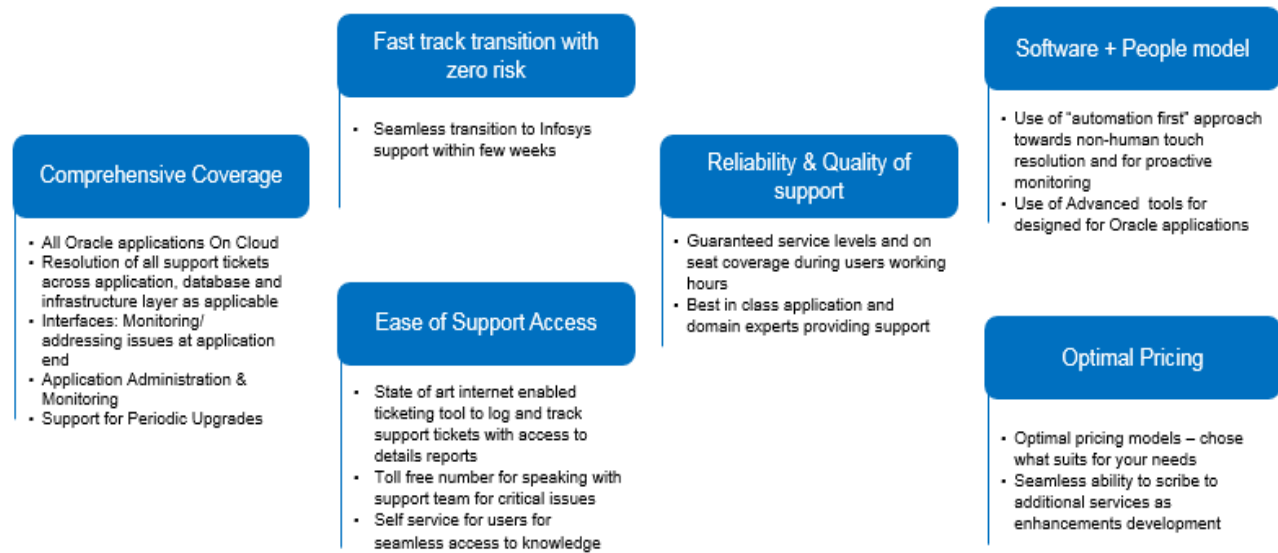 Comprehensive Coverage
▪ All Oracle applications On Cloud
▪ Resolution of all support tickets
across application, database and
infrastructure layer as applicable
▪ Interfaces: Monitoring/
addressing issues at application
end
▪ Application Administration &
Monitoring
▪ Support for Periodic Upgrades
Fast track transition with
zero risk
▪ Seamless transition to Infosys
support within few weeks
Ease of Support Access
▪ State of art internet enabled
ticketing tool to log and track
support tickets with access to
details reports
▪ Toll free number for speaking with
support team for critical issues
▪ Self service for users for
seamless access to knowledge
Reliability & Quality of
support
▪ Guaranteed service levels and on
seat coverage during users working
hours
▪ Best in class application and
domain experts providing support
Software + People model
▪ Use of “automation first” approach
towards non-human touch
resolution and for proactive
monitoring
▪ Use of Advanced tools for
designed for Oracle applications
Optimal Pricing
▪ Optimal pricing models – chose
what suits for your needs
▪ Seamless ability to scribe to
additional services as
enhancements development